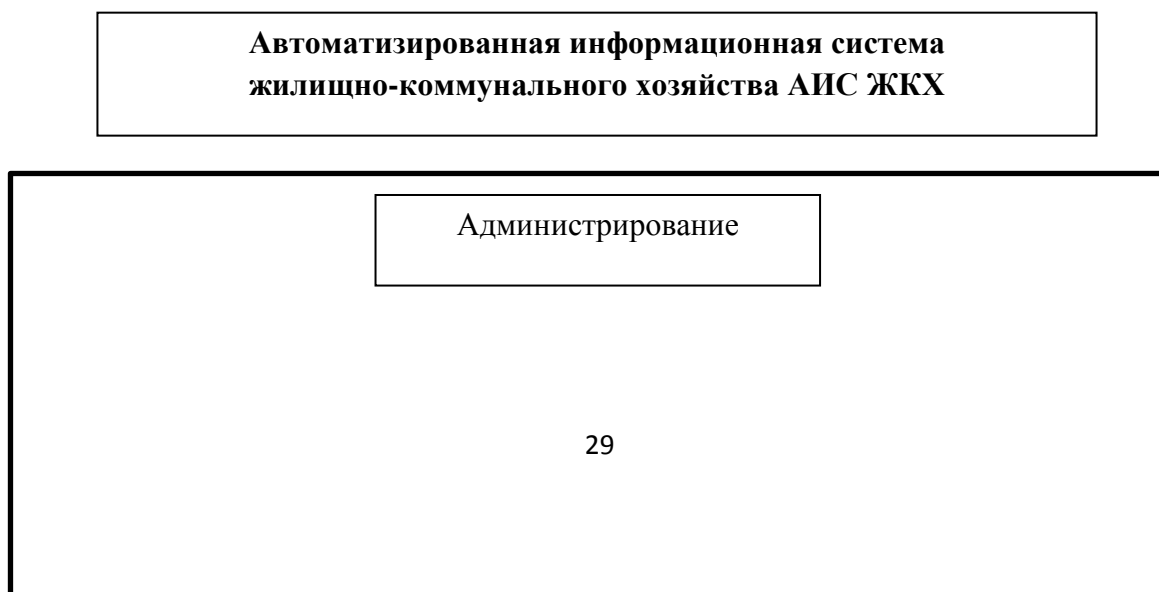 Автоматизированная информационная система
жилищно-коммунального хозяйства АИС ЖКХ
Администрирование
29